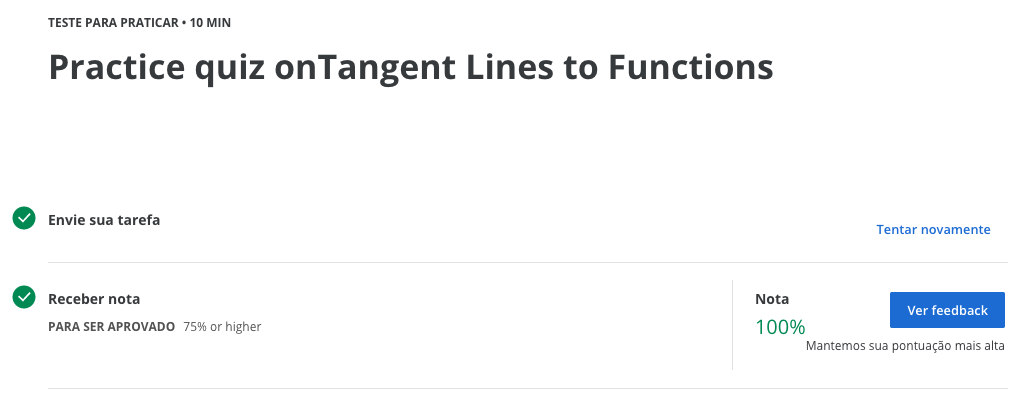 TESTE PARA PRATICAR • 10 MIN
Practice quiz onTangent Lines to Functions
Envie sua tarefa
Tentar novamente
Receber nota
PARA SER APROVADO 75% or higher
Nota
100%
Ver feedback
Mantemos sua pontuação mais alta